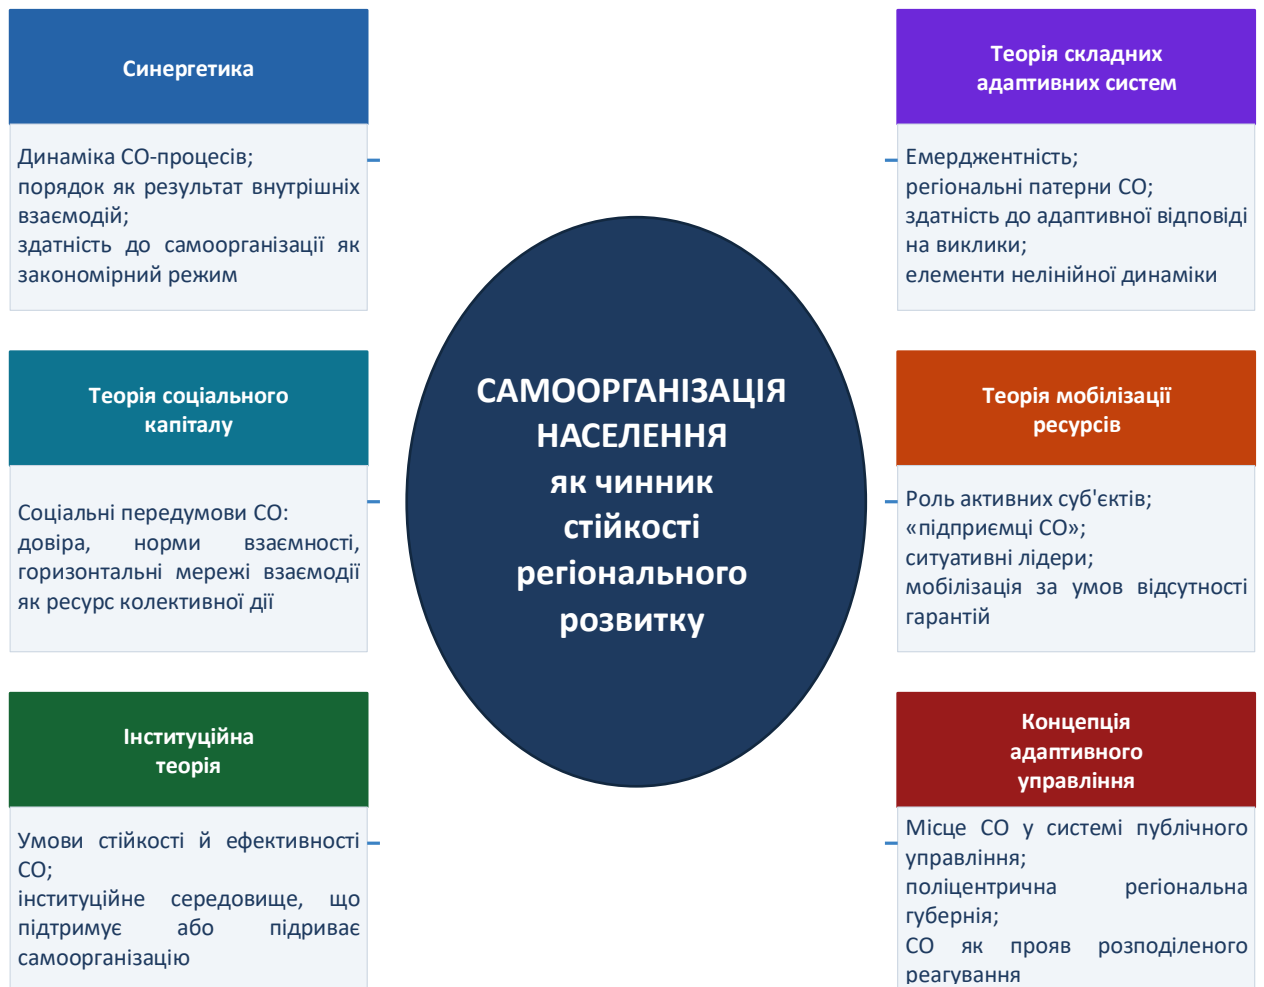 Синергетика
Динаміка СО-процесів;
порядок як результат внутрішніх
взаємодій;
здатність до самоорганізації як
закономірний режим
Теорія соціального
капіталу
Соціальні передумови СО:
довіра, норми взаємності,
горизонтальні мережі взаємодії
як ресурс колективної дії
Інституційна
теорія
Умови стійкості й ефективності
СО;
інституційне середовище, що
підтримує або підриває
самоорганізацію
САМООРГАНІЗАЦІЯ
НАСЕЛЕННЯ
як чинник
стійкості
регіонального
розвитку
Теорія складних
адаптивних систем
Емерджентність;
регіональні патерни СО;
здатність до адаптивної відповіді
на виклики;
елементи нелінійної динаміки
Теорія мобілізації
ресурсів
Роль активних суб'єктів;
«підприємці СО»;
ситуативні лідери;
мобілізація за умов відсутності
гарантій
Концепція
адаптивного
управління
Місце СО у системі публічного
управління;
поліцентрична регіональна
губернія;
СО як прояв розподіленого
реагування